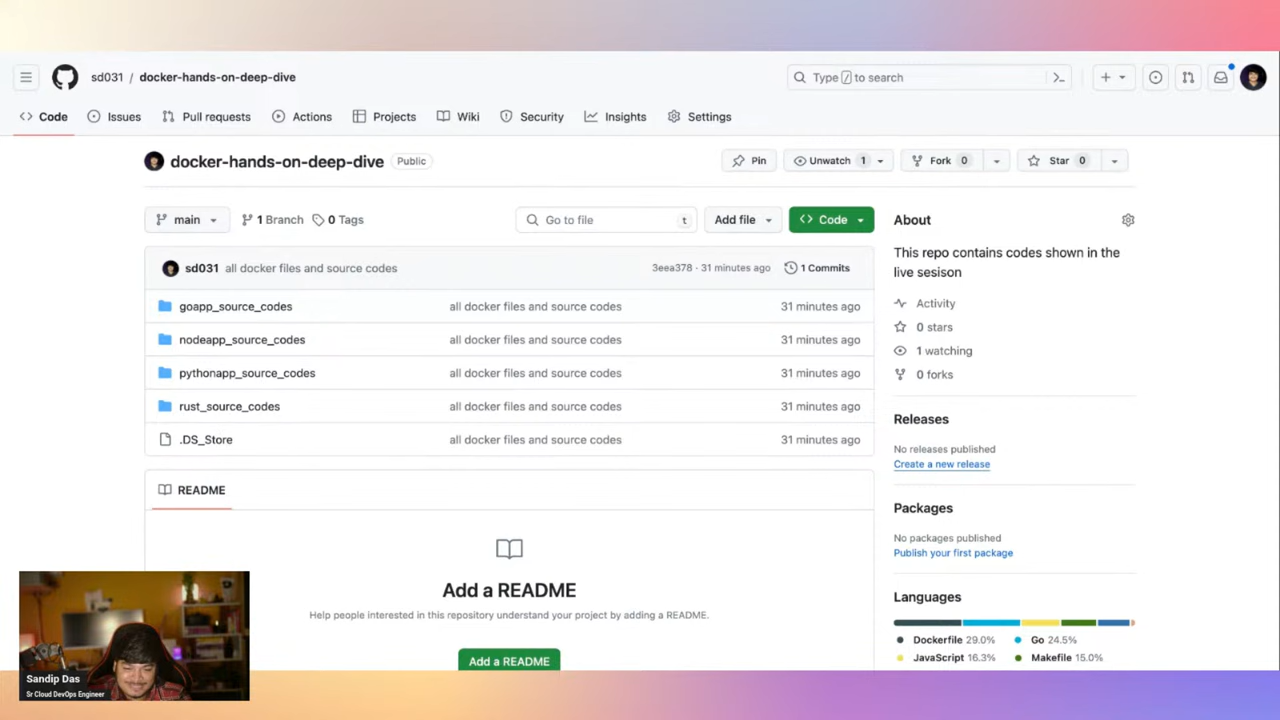 sd031 / docker-hands-on-deep-dive
Type / to search
Code
Issues
Pull requests
Actions
Projects
Wiki
Security
Insights
Settings
docker-hands-on-deep-dive Public
Pin
Unwatch 1
Fork 0
Star 0
main
1 Branch
0 Tags
Go to file t
Add file
Code
sd031 all docker files and source codes 3eea378 · 31 minutes ago 1 Commits
goapp_source_codes all docker files and source codes 31 minutes ago
nodeapp_source_codes all docker files and source codes 31 minutes ago
pythonapp_source_codes all docker files and source codes 31 minutes ago
rust_source_codes all docker files and source codes 31 minutes ago
.DS_Store all docker files and source codes 31 minutes ago
README
Add a README
Help people interested in this repository understand your project by adding a README.
Add a README
About
This repo contains codes shown in the
live sesison
Activity
0 stars
1 watching
0 forks
Releases
No releases published
Create a new release
Packages
No packages published
Publish your first package
Languages
Dockerfile 29.0% Go 24.5%
JavaScript 16.3% Makefile 15.0%
Sandip Das
Sr Cloud DevOps Engineer